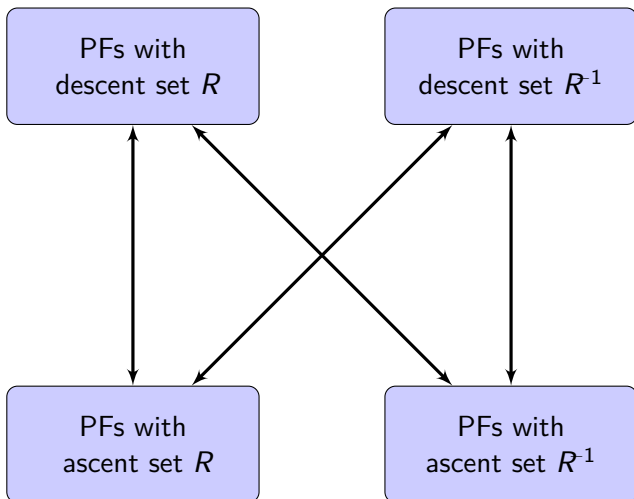 PFs with
descent set R
PFs with
descent set R⁻¹
PFs with
ascent set R
PFs with
ascent set R⁻¹